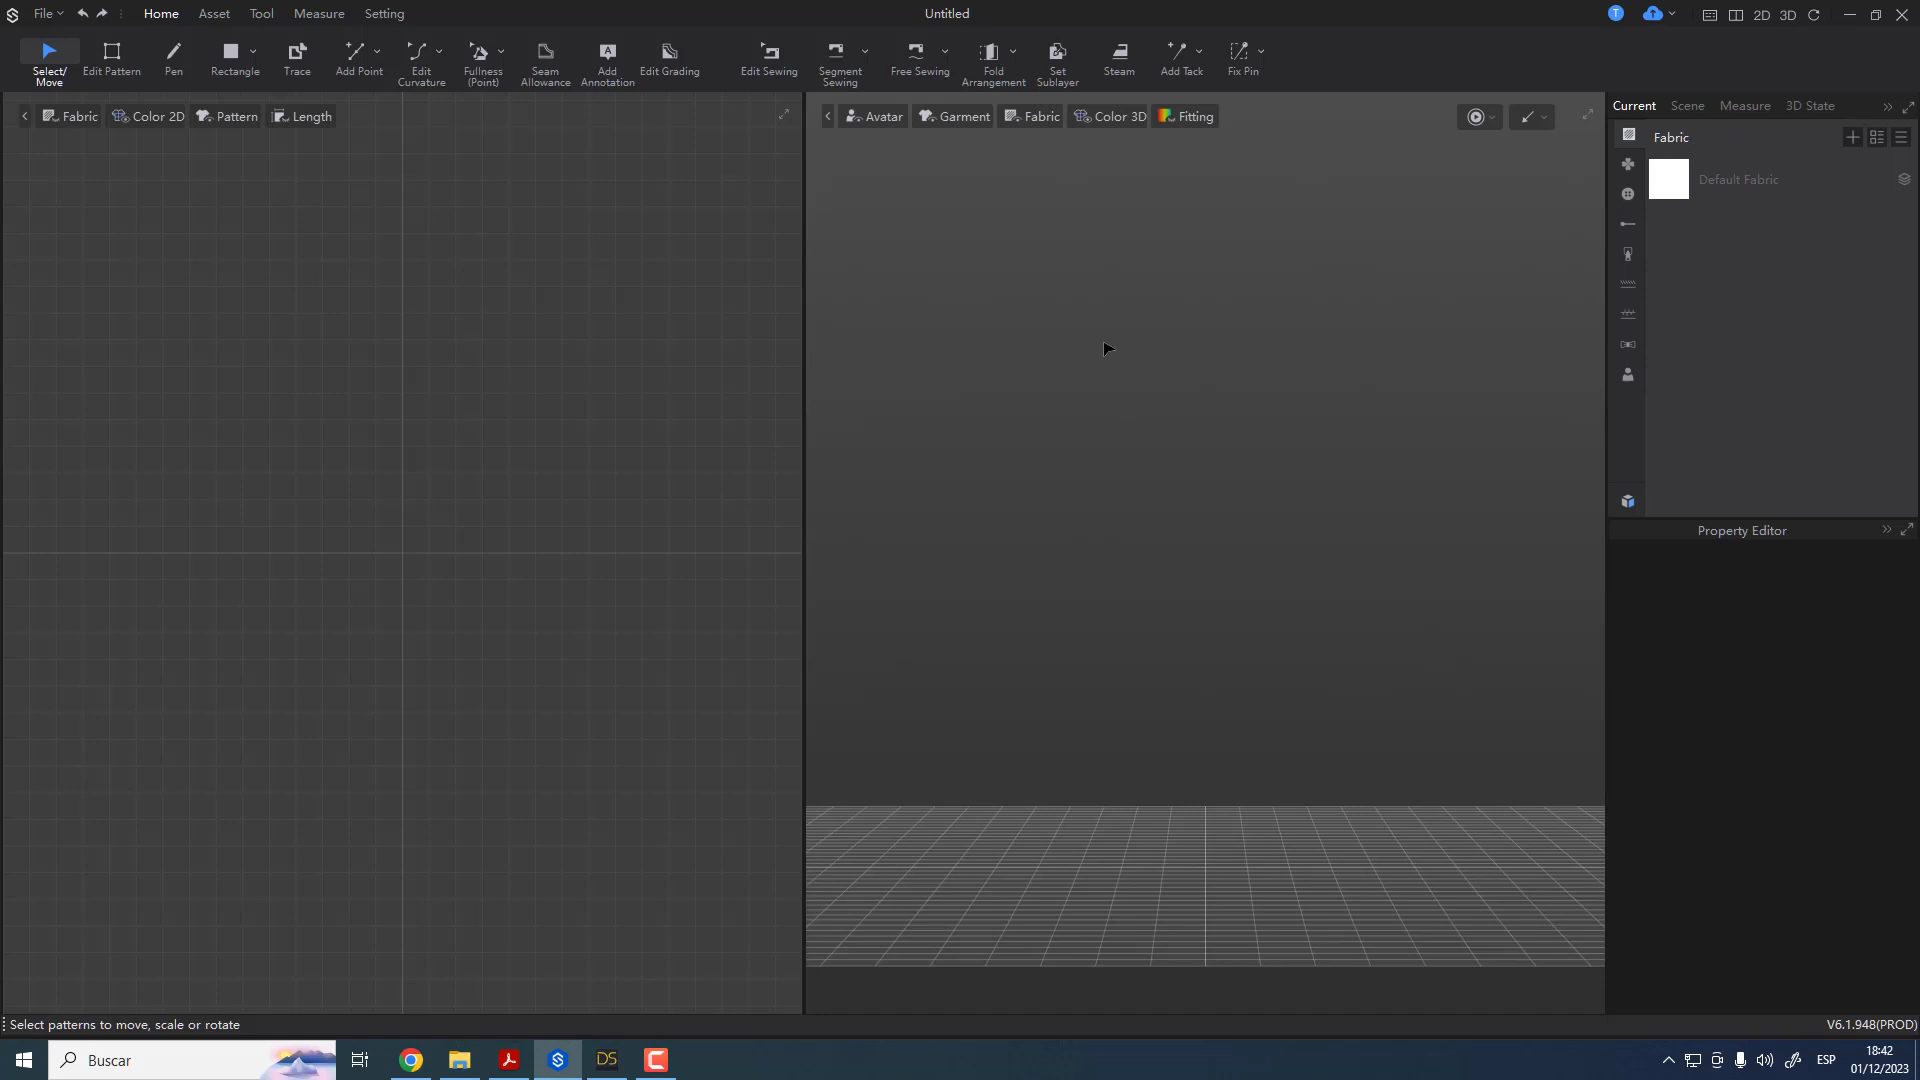 File Home Asset Tool Measure Setting Untitled T 2D 3D
Select/ Move Edit Pattern Pen Rectangle Trace Add Point Edit Curvature Fullness (Point) Seam Allowance Add Annotation Edit Grading Edit Sewing Segment Sewing Free Sewing Fold Arrangement Set Sublayer Steam Add Tack Fix Pin
Fabric Color 2D Pattern Length Avatar Garment Fabric Color 3D Fitting
Current Scene Measure 3D State
Fabric
Default Fabric
Property Editor
Select patterns to move, scale or rotate V6.1.948(PROD)
Buscar DS ESP 18:42
01/12/2023